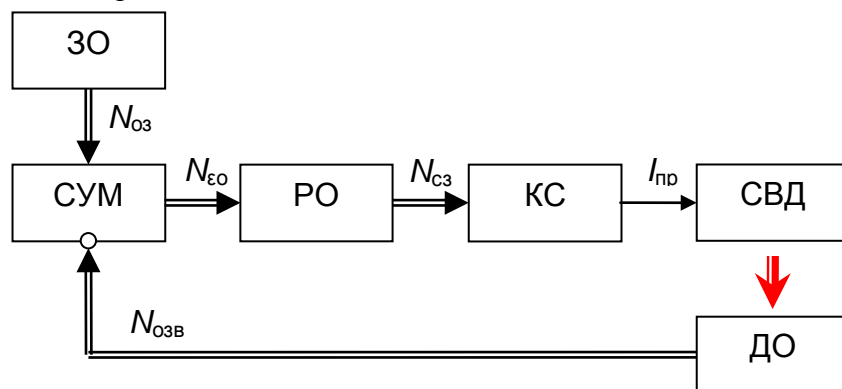 ЗО
Nоз
СУМ
Nεо
РО
Nсз
КС
Iпр
СВД
Nозв
ДО